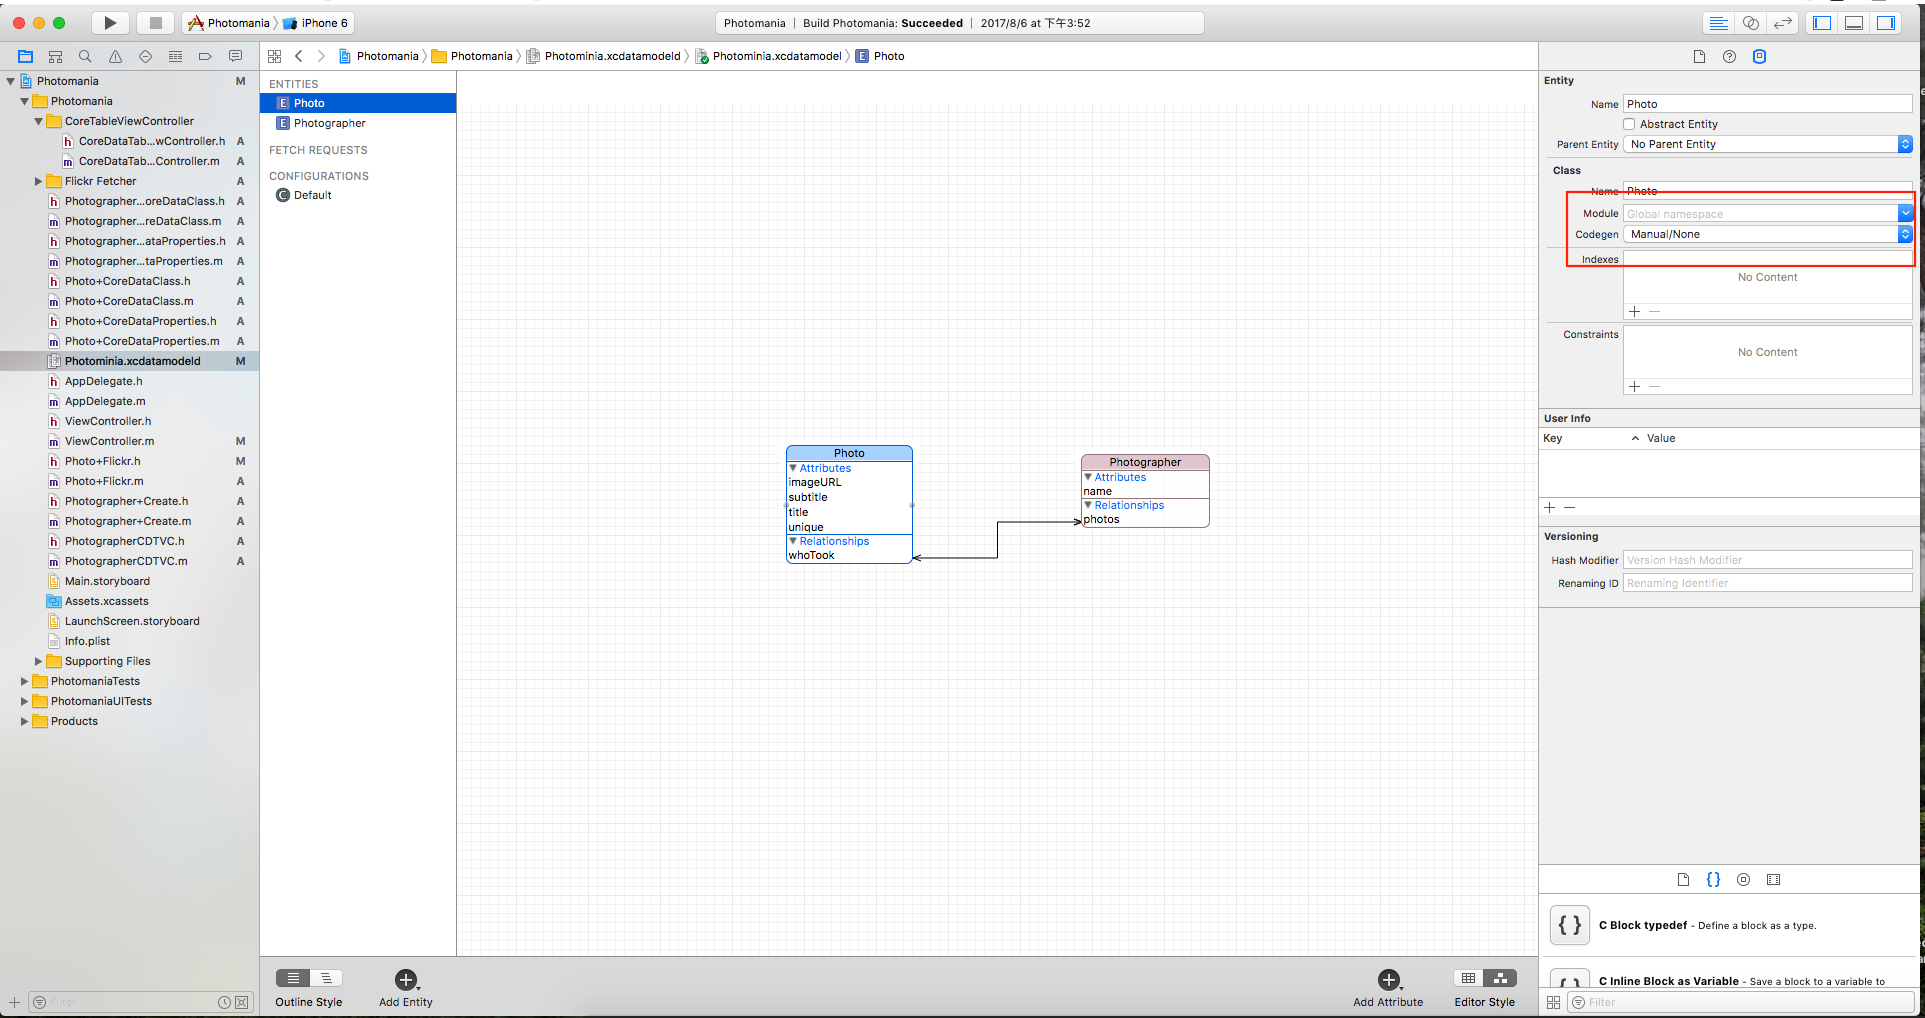 Photomania
iPhone 6
Photomania | Build Photomania: Succeeded | 2017/8/6 at 下午3:52
Photomania
Photomania
Photominia.xcdatamodeld
Photominia.xcdatamodel
E Photo
Photomania M
Photomania
CoreTableViewController
h CoreDataTab...wController.h A
m CoreDataTab...Controller.m A
Flickr Fetcher A
h Photographer...oreDataClass.h A
m Photographer...reDataClass.m A
h Photographer...ataProperties.h A
m Photographer...taProperties.m A
h Photo+CoreDataClass.h A
m Photo+CoreDataClass.m A
h Photo+CoreDataProperties.h A
m Photo+CoreDataProperties.m A
Photominia.xcdatamodeld M
h AppDelegate.h
m AppDelegate.m
h ViewController.h
m ViewController.m M
h Photo+Flickr.h M
m Photo+Flickr.m A
h Photographer+Create.h A
m Photographer+Create.m A
h PhotographerCDTVC.h A
m PhotographerCDTVC.m A
Main.storyboard
Assets.xcassets
LaunchScreen.storyboard
Info.plist
Supporting Files
PhotomaniaTests
PhotomaniaUITests
Products
Filter
ENTITIES
E Photo
E Photographer
FETCH REQUESTS
CONFIGURATIONS
C Default
Photo
Attributes
imageURL
subtitle
title
unique
Relationships
whoTook
Photographer
Attributes
name
Relationships
photos
Outline Style
Add Entity
Add Attribute
Editor Style
Entity
Name Photo
Abstract Entity
Parent Entity No Parent Entity
Class
Name Photo
Module Global namespace
Codegen Manual/None
Indexes
No Content
Constraints
No Content
User Info
Key Value
Versioning
Hash Modifier Version Hash Modifier
Renaming ID Renaming Identifier
{ } C Block typedef - Define a block as a type.
C Inline Block as Variable - Save a block to a variable to
Filter